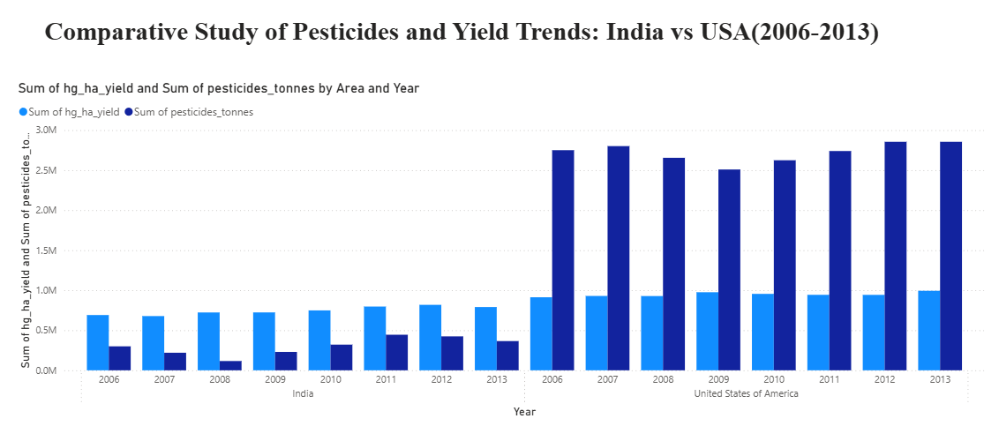 Comparative Study of Pesticides and Yield Trends: India vs USA(2006-2013)
Sum of hg_ha_yield and Sum of pesticides_tonnes by Area and Year
Sum of hg_ha_yield Sum of pesticides_tonnes
Sum of hg_ha_yield and Sum of pesticides_to...
3.0M
2.5M
2.0M
1.5M
1.0M
0.5M
0.0M
2006 2007 2008 2009 2010 2011 2012 2013 2006 2007 2008 2009 2010 2011 2012 2013
India United States of America
Year